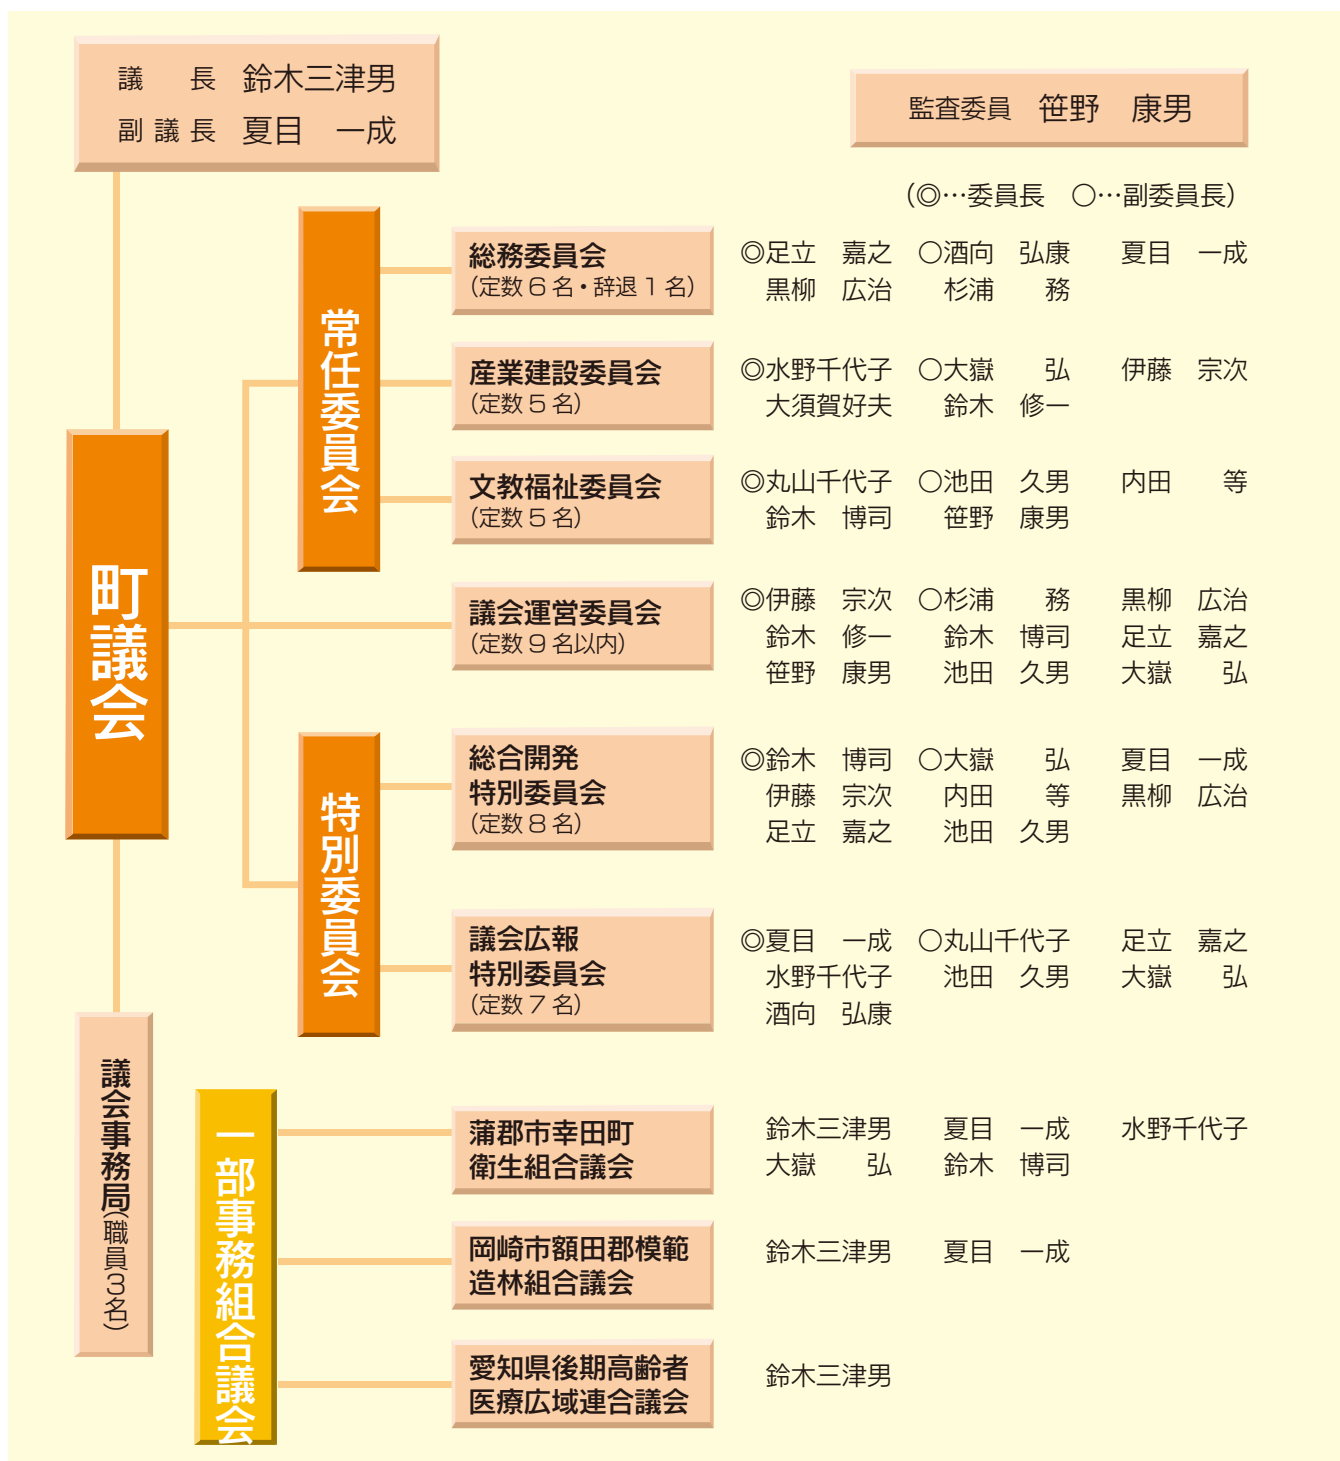 議　　長　鈴木三津男
副議長　夏目　一成
監査委員　笹野　康男
（◎…委員長　○…副委員長）
町議会
常任委員会
総務委員会
（定数６名・辞退１名）
◎足立　嘉之　○酒向　弘康　　夏目　一成
黒柳　広治　　杉浦　　務
産業建設委員会
（定数５名）
◎水野千代子　○大嶽　　弘　　伊藤　宗次
大須賀好夫　　鈴木　修一
文教福祉委員会
（定数５名）
◎丸山千代子　○池田　久男　　内田　　等
鈴木　博司　　笹野　康男
議会運営委員会
（定数９名以内）
◎伊藤　宗次　○杉浦　　務　　黒柳　広治
鈴木　修一　　鈴木　博司　　足立　嘉之
笹野　康男　　池田　久男　　大嶽　　弘
特別委員会
総合開発
特別委員会
（定数８名）
◎鈴木　博司　○大嶽　　弘　　夏目　一成
伊藤　宗次　　内田　　等　　黒柳　広治
足立　嘉之　　池田　久男
議会広報
特別委員会
（定数７名）
◎夏目　一成　○丸山千代子　　足立　嘉之
水野千代子　　池田　久男　　大嶽　　弘
酒向　弘康
議会事務局（職員３名）
一部事務組合議会
蒲郡市幸田町
衛生組合議会
鈴木三津男　　夏目　一成　　水野千代子
大嶽　　弘　　鈴木　博司
岡崎市額田郡模範
造林組合議会
鈴木三津男　　夏目　一成
愛知県後期高齢者
医療広域連合議会
鈴木三津男